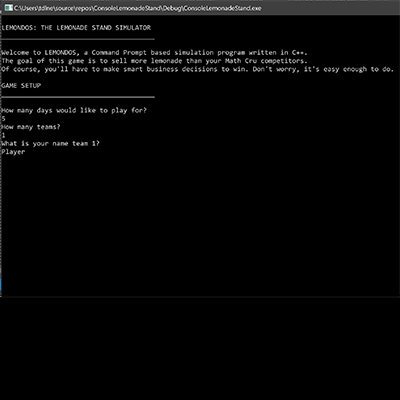 C:\Users\tdine\source\repos\ConsoleLemonadeStand\Debug\ConsoleLemonadeStand.exe
LEMONDOS: THE LEMONADE STAND SIMULATOR
Welcome to LEMONDOS, a Command Prompt based simulation program written in C++.
The goal of this game is to sell more lemonade than your Math Cru competitors.
Of course, you'll have to make smart business decisions to win. Don't worry, it's easy enough to do.
GAME SETUP
How many days would like to play for?
5
How many teams?
1
What is your name team 1?
Player